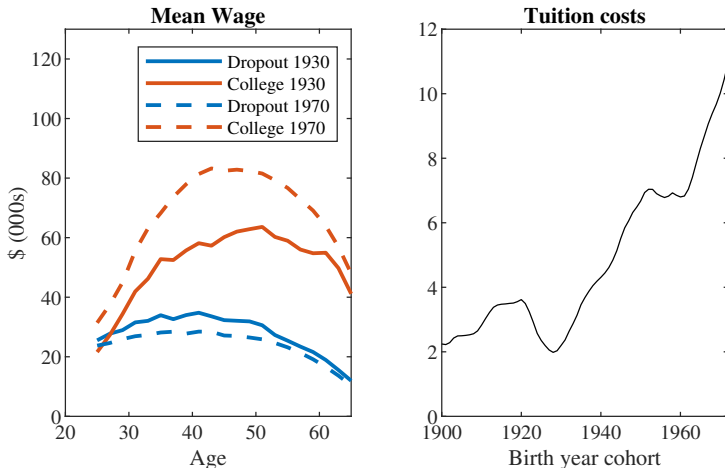 Mean Wage
120
100
80
60
40
20
0
$ (000s)
Dropout 1930
College 1930
Dropout 1970
College 1970
20 30 40 50 60
Age
Tuition costs
12
10
8
6
4
2
0
1900 1920 1940 1960
Birth year cohort